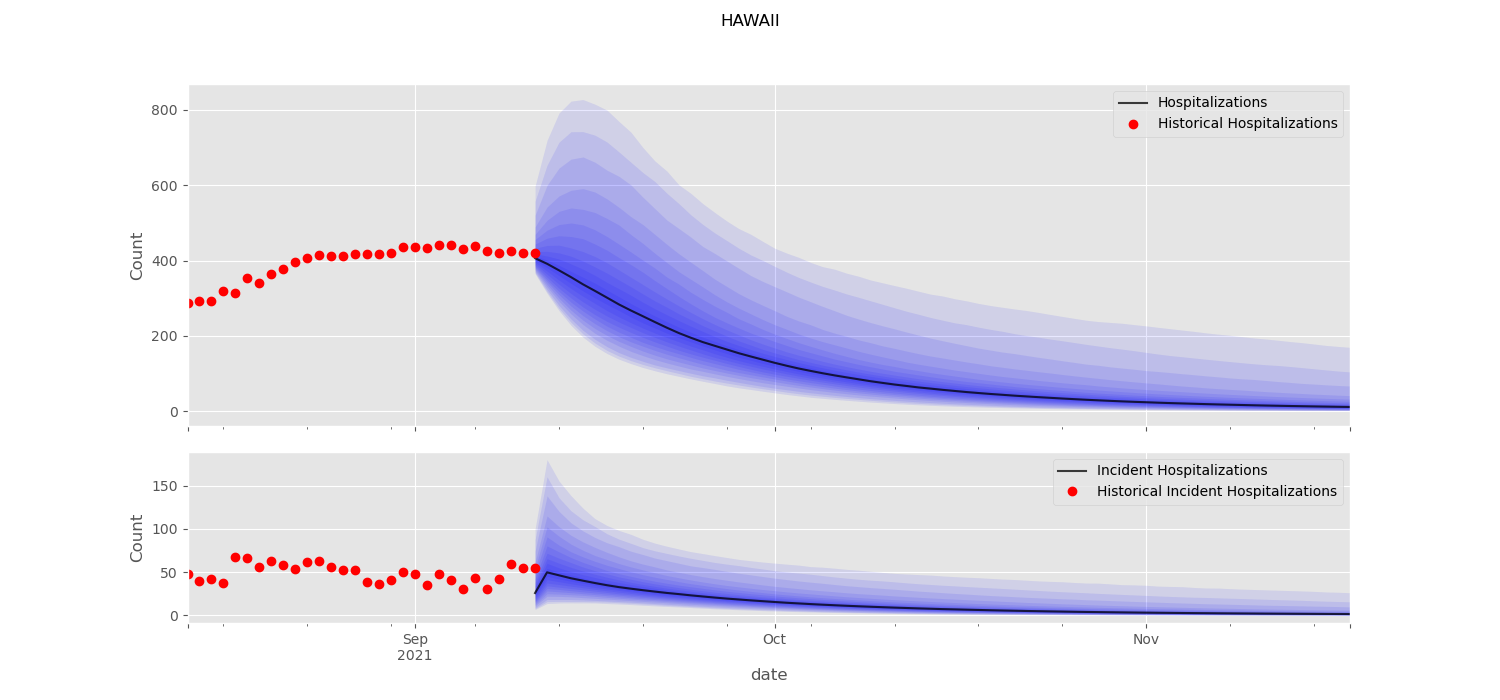 HAWAII
800
600
400
200
0
Count
Hospitalizations
Historical Hospitalizations
150
100
50
0
Count
Incident Hospitalizations
Historical Incident Hospitalizations
Sep
2021
Oct
Nov
date